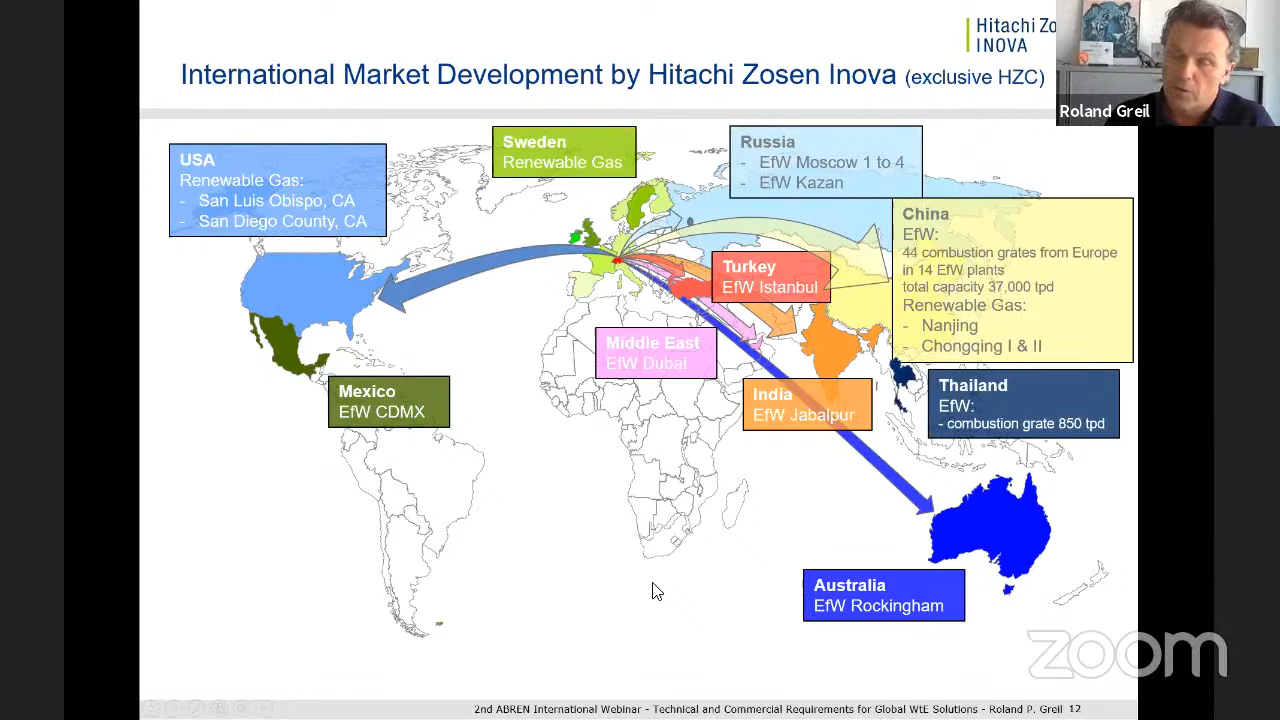 Hitachi Zo
INOVA
International Market Development by Hitachi Zosen Inova (exclusive HZC)
Roland Greil
USA
Renewable Gas:
- San Luis Obispo, CA
- San Diego County, CA
Sweden
Renewable Gas
Russia
- EfW Moscow 1 to 4
- EfW Kazan
China
EfW:
44 combustion grates from Europe
in 14 EfW plants
total capacity 37,000 tpd
Renewable Gas:
- Nanjing
- Chongqing I & II
Turkey
EfW Istanbul
Middle East
EfW Dubai
India
EfW Jabalpur
Thailand
EfW:
- combustion grate 850 tpd
Mexico
EfW CDMX
Australia
EfW Rockingham
zoom
2nd ABREN International Webinar - Technical and Commercial Requirements for Global WtE Solutions - Roland P. Greil 12